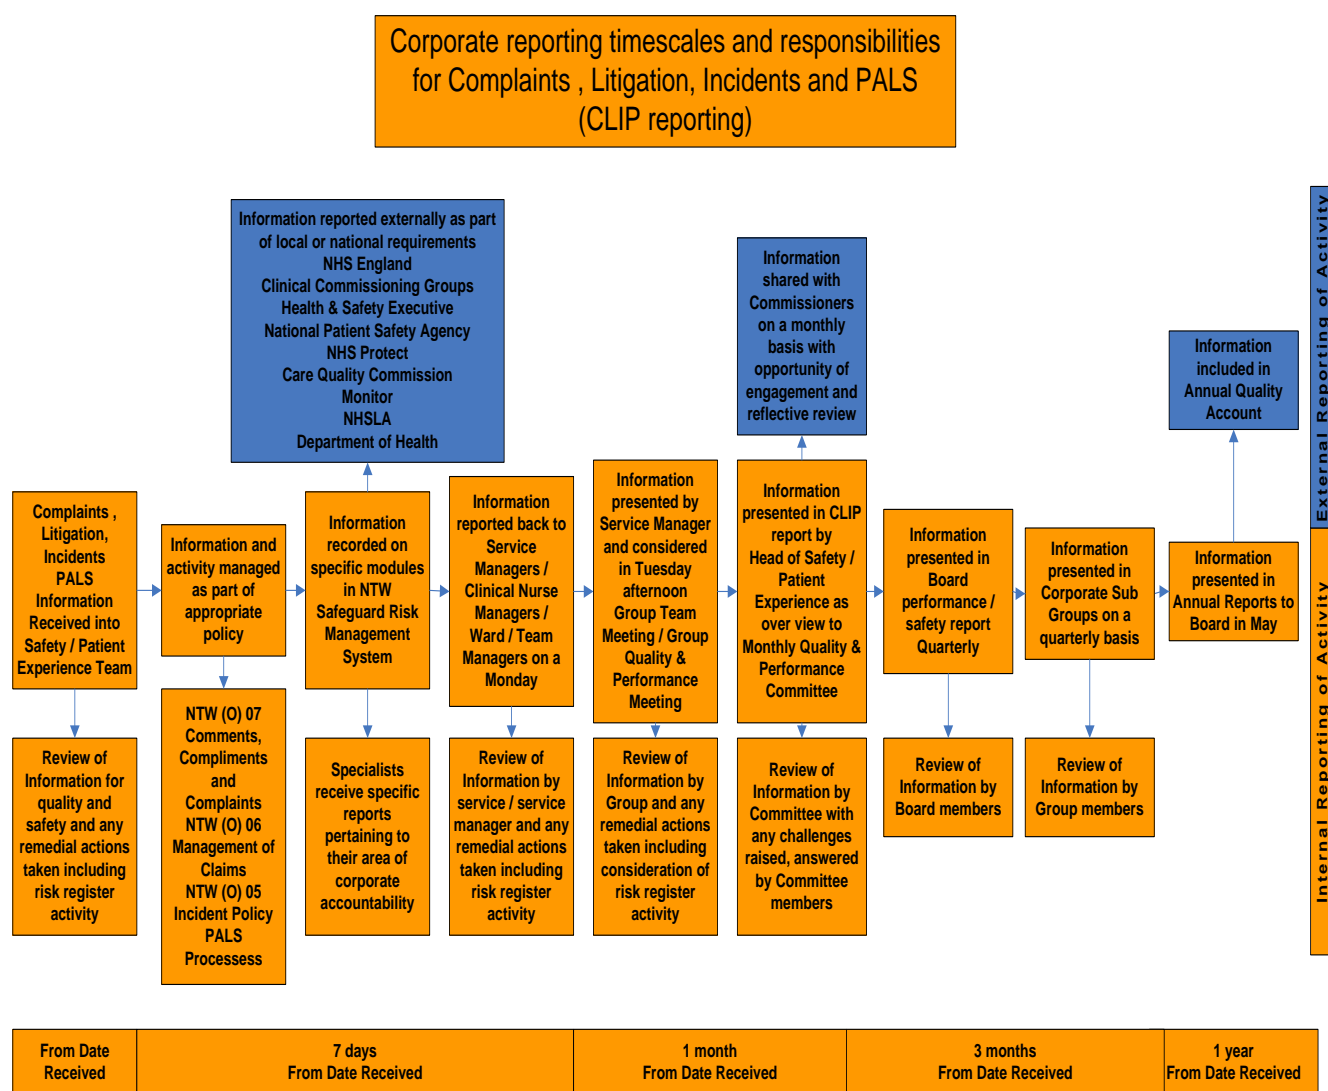 Corporate reporting timescales and responsibilities
for Complaints , Litigation, Incidents and PALS
(CLIP reporting)
Information reported externally as part
of local or national requirements
NHS England
Clinical Commissioning Groups
Health & Safety Executive
National Patient Safety Agency
NHS Protect
Care Quality Commission
Monitor
NHSLA
Department of Health
Information
shared with
Commissioners
on a monthly
basis with
opportunity of
engagement and
reflective review
Information
included in
Annual Quality
Account
External Reporting of Activity
Complaints ,
Litigation,
Incidents
PALS
Information
Received into
Safety / Patient
Experience Team
Information and
activity managed
as part of
appropriate
policy
Information
recorded on
specific modules
in NTW
Safeguard Risk
Management
System
Information
reported back to
Service
Managers /
Clinical Nurse
Managers /
Ward / Team
Managers on a
Monday
Information
presented by
Service Manager
and considered
in Tuesday
afternoon
Group Team
Meeting / Group
Quality &
Performance
Meeting
Information
presented in CLIP
report by
Head of Safety /
Patient
Experience as
over view to
Monthly Quality &
Performance
Committee
Information
presented in
Board
performance /
safety report
Quarterly
Information
presented in
Corporate Sub
Groups on a
quarterly basis
Information
presented in
Annual Reports to
Board in May
Internal Reporting of Activity
Review of
Information for
quality and
safety and any
remedial actions
taken including
risk register
activity
NTW (O) 07
Comments,
Compliments
and
Complaints
NTW (O) 06
Management of
Claims
NTW (O) 05
Incident Policy
PALS
Processess
Specialists
receive specific
reports
pertaining to
their area of
corporate
accountability
Review of
Information by
service / service
manager and any
remedial actions
taken including
risk register
activity
Review of
Information by
Group and any
remedial actions
taken including
consideration of
risk register
activity
Review of
Information by
Committee with
any challenges
raised, answered
by Committee
members
Review of
Information by
Board members
Review of
Information by
Group members
From Date
Received
7 days
From Date Received
1 month
From Date Received
3 months
From Date Received
1 year
From Date Received